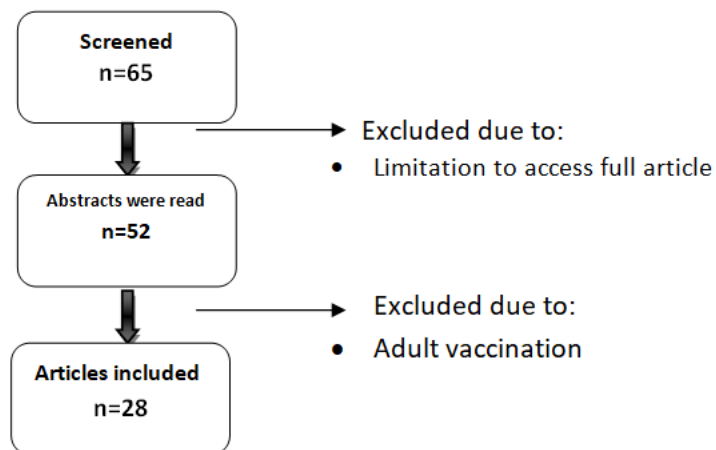 Screened
n=65
Excluded due to:
• Limitation to access full article
Abstracts were read
n=52
Excluded due to:
• Adult vaccination
Articles included
n=28